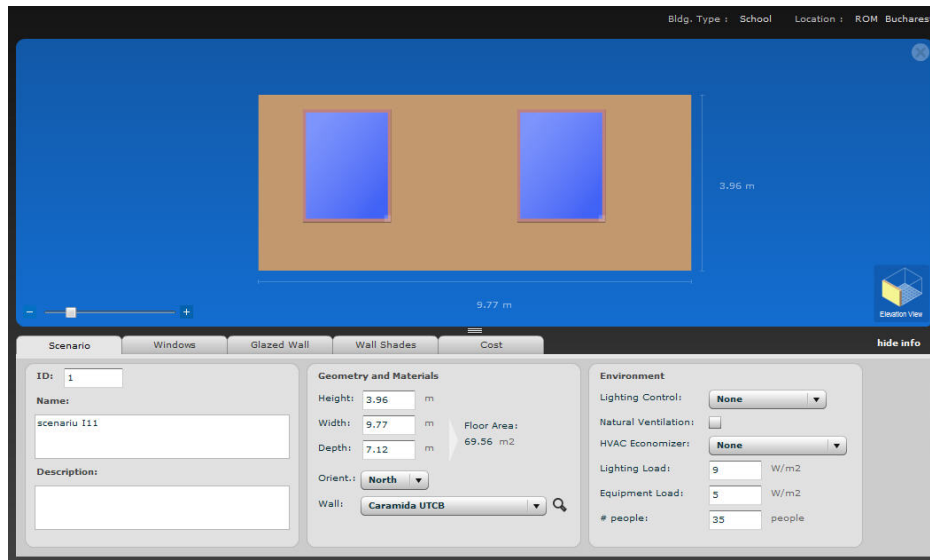 Bldg. Type : School Location : ROM Buchares
3.96 m
9.77 m
Elevation View
Scenario Windows Glazed Wall Wall Shades Cost hide info
ID: 1
Name:
scenariu I11
Description:
Geometry and Materials
Height: 3.96 m
Width: 9.77 m
Floor Area:
69.56 m2
Depth: 7.12 m
Orient.: North
Wall: Caramida UTCB
Environment
Lighting Control: None
Natural Ventilation:
HVAC Economizer: None
Lighting Load: 9 W/m2
Equipment Load: 5 W/m2
# people: 35 people